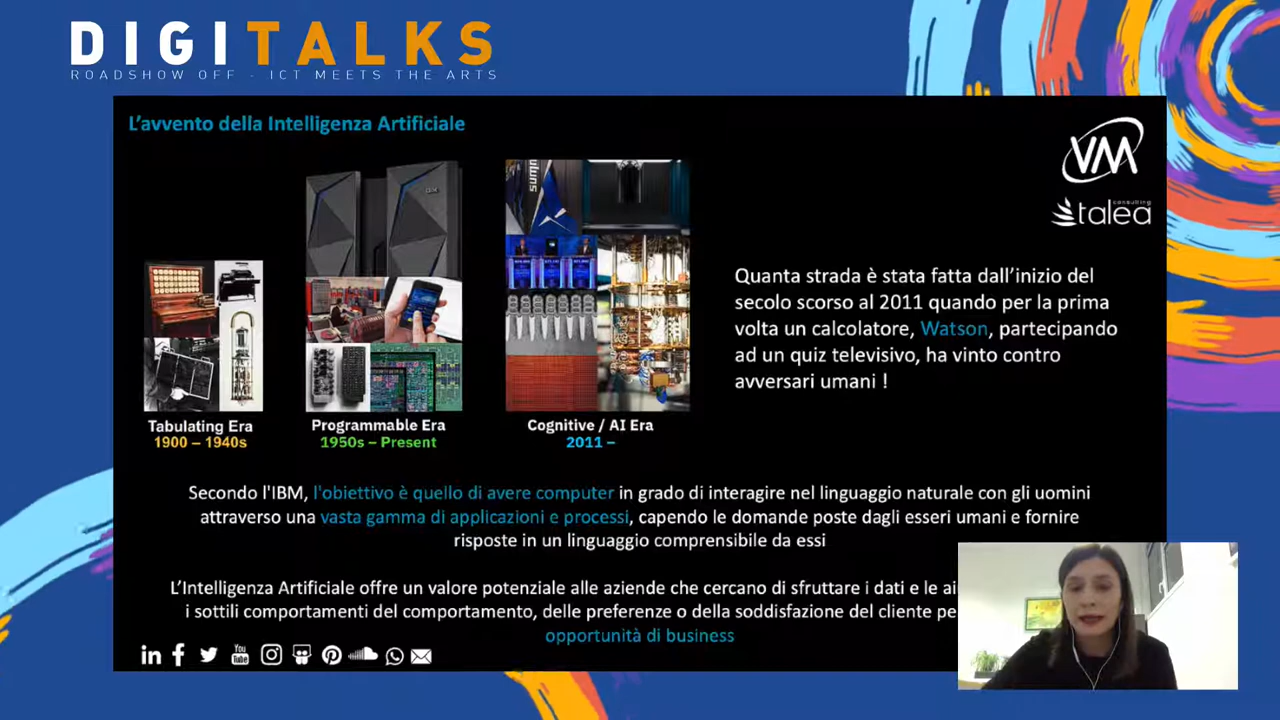 DIGITALKS
ROADSHOW OFF - ICT MEETS THE ARTS
L'avvento della Intelligenza Artificiale
VM
consulting
talea
IBM
Quanta strada è stata fatta dall'inizio del
secolo scorso al 2011 quando per la prima
volta un calcolatore, Watson, partecipando
ad un quiz televisivo, ha vinto contro
avversari umani !
Tabulating Era
1900 – 1940s
Programmable Era
1950s – Present
Cognitive / AI Era
2011 –
Secondo l'IBM, l'obiettivo è quello di avere computer in grado di interagire nel linguaggio naturale con gli uomini
attraverso una vasta gamma di applicazioni e processi, capendo le domande poste dagli esseri umani e fornire
risposte in un linguaggio comprensibile da essi
L'Intelligenza Artificiale offre un valore potenziale alle aziende che cercano di sfruttare i dati e le
i sottili comportamenti del comportamento, delle preferenze o della soddisfazione del cliente
opportunità di business
You
Tube